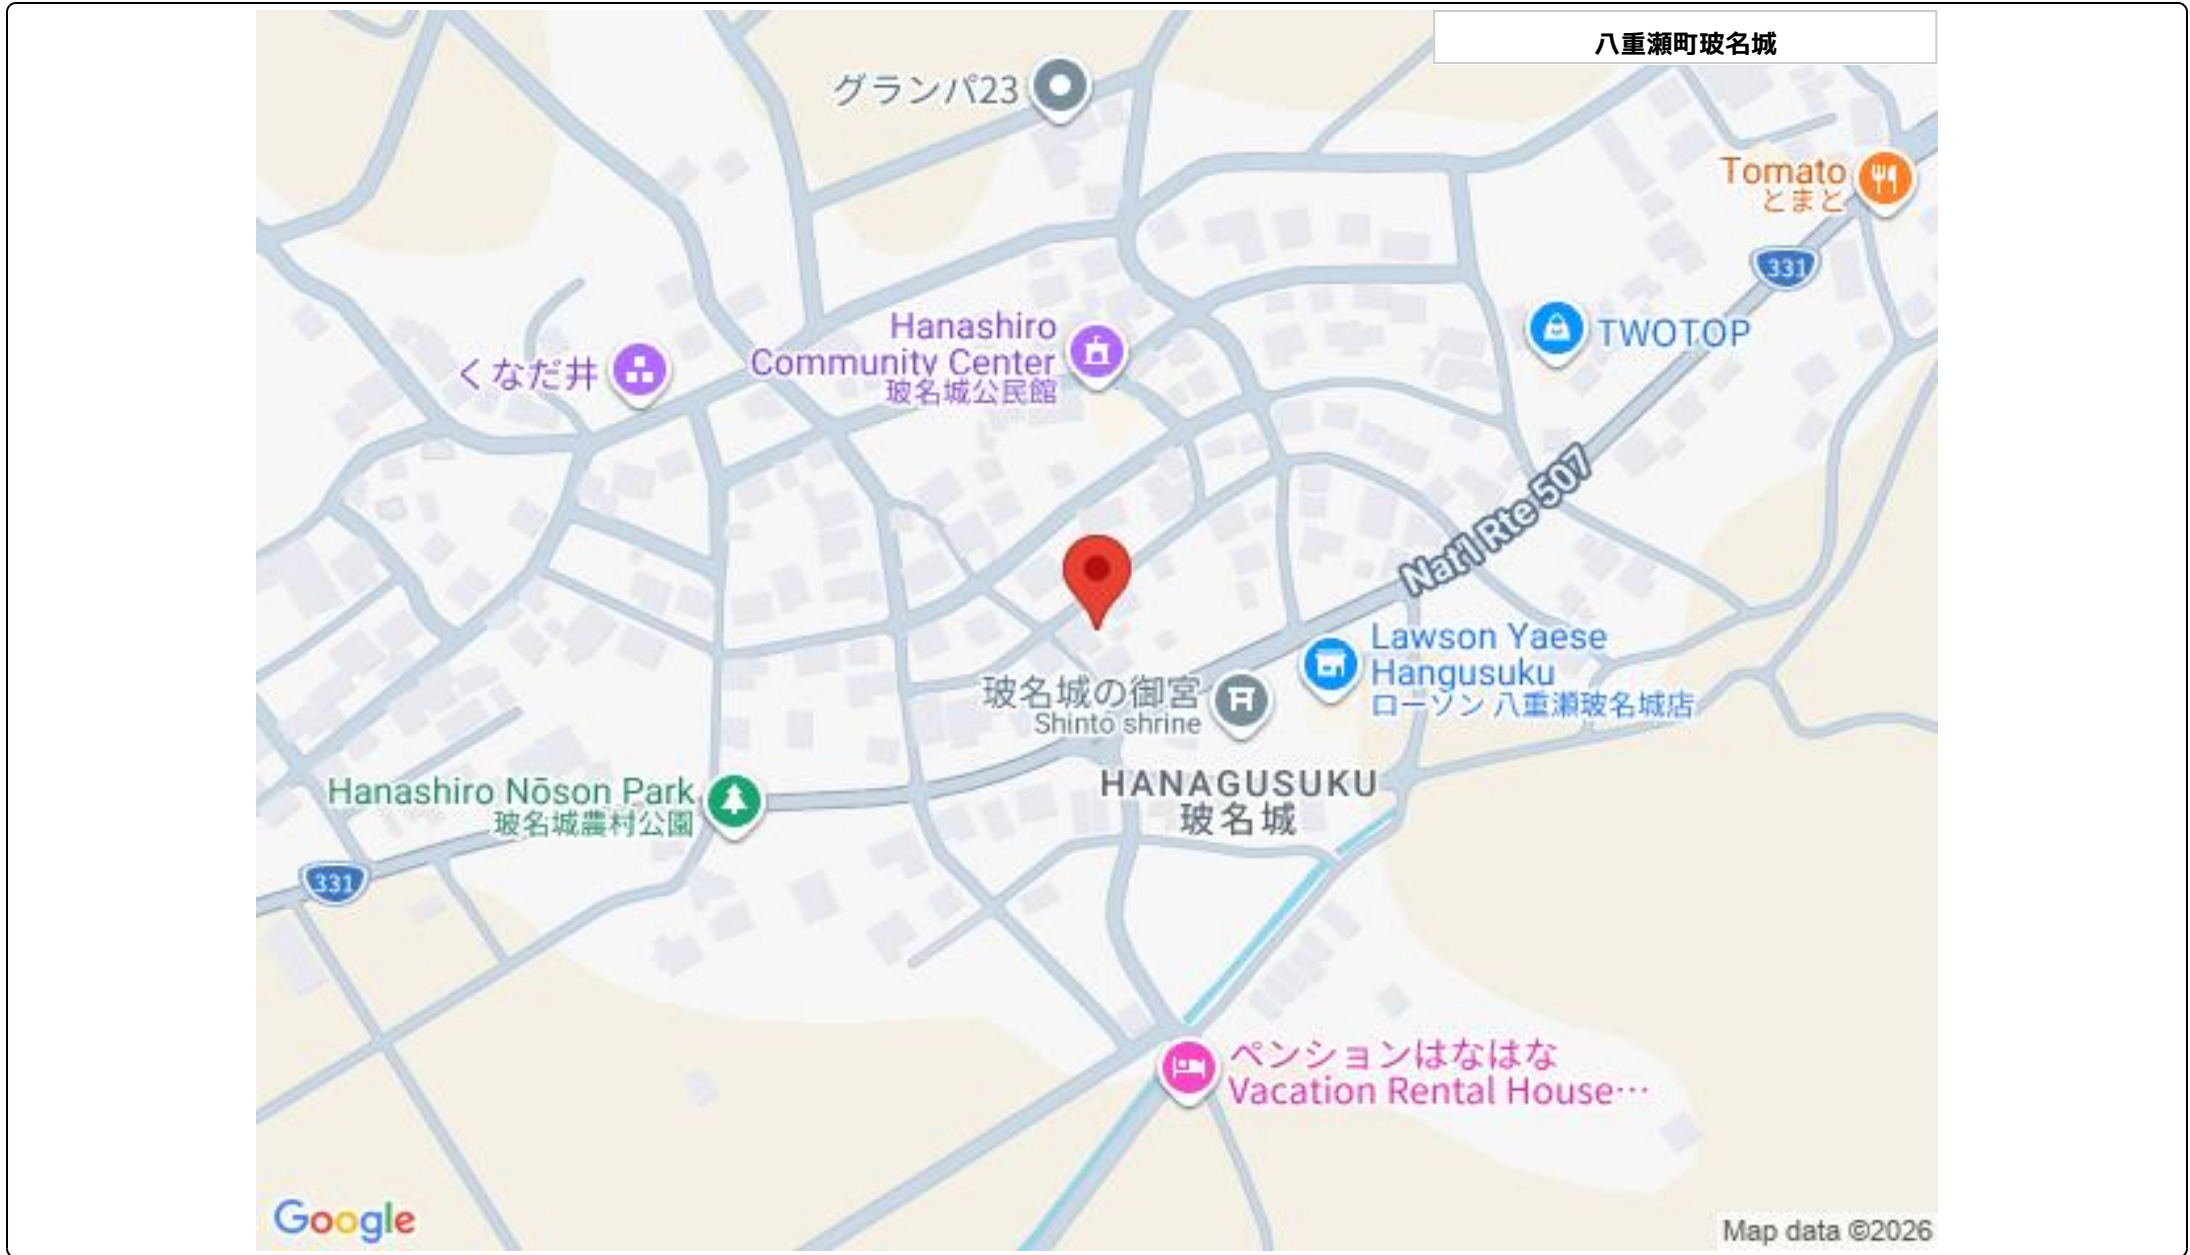 八重瀬町玻名城
グランパ23
Tomato
とまと
331
Hanashiro
Community Center
玻名城公民館
TWOTOP
くなだ井
Nat'l Rte 507
Lawson Yaese
Hangusuku
ローソン 八重瀬玻名城店
玻名城の御宮
Shinto shrine
HANAGUSUKU
玻名城
Hanashiro Nōson Park
玻名城農村公園
331
ペンションはなはな
Vacation Rental House…
Google
Map data ©2026